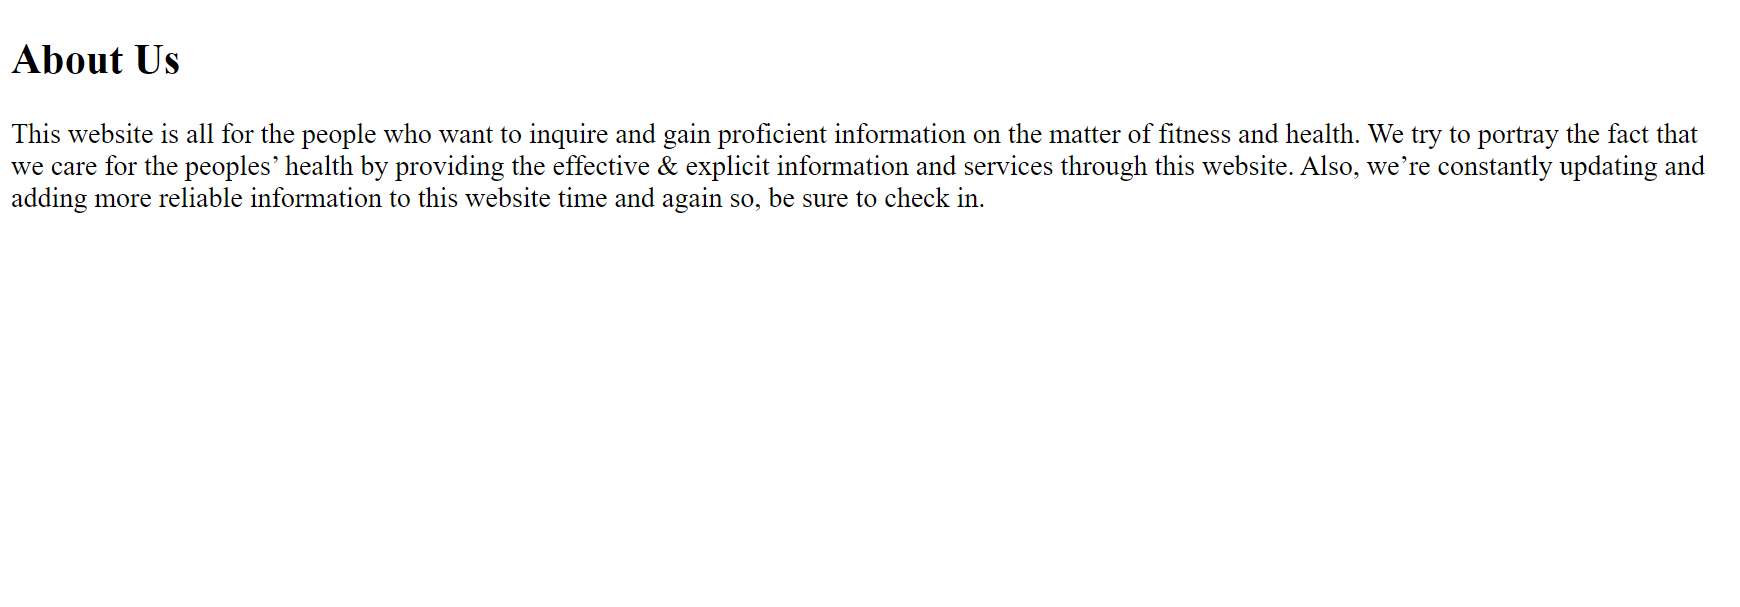 About Us
This website is all for the people who want to inquire and gain proficient information on the matter of fitness and health. We try to portray the fact that
we care for the peoples’ health by providing the effective & explicit information and services through this website. Also, we’re constantly updating and
adding more reliable information to this website time and again so, be sure to check in.